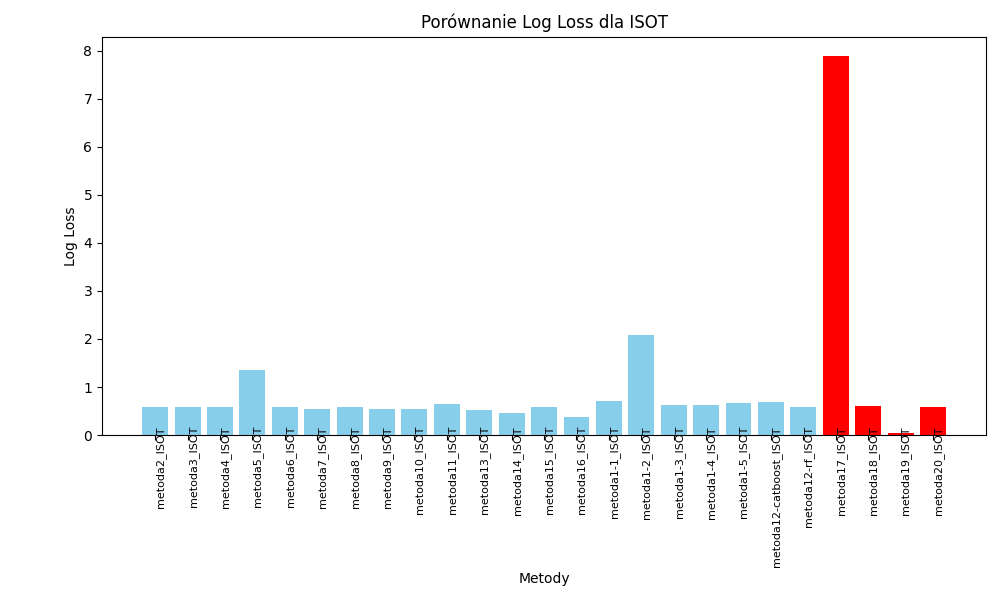 Porównanie Log Loss dla ISOT
8
7
6
5
4
3
2
1
0
Log Loss
metoda2_ISOT
metoda3_ISOT
metoda4_ISOT
metoda5_ISOT
metoda6_ISOT
metoda7_ISOT
metoda8_ISOT
metoda9_ISOT
metoda10_ISOT
metoda11_ISOT
metoda13_ISOT
metoda14_ISOT
metoda15_ISOT
metoda16_ISOT
metoda1-1_ISOT
metoda1-2_ISOT
metoda1-3_ISOT
metoda1-4_ISOT
metoda1-5_ISOT
metoda12-catboost_ISOT
metoda12-rf_ISOT
metoda17_ISOT
metoda18_ISOT
metoda19_ISOT
metoda20_ISOT
Metody